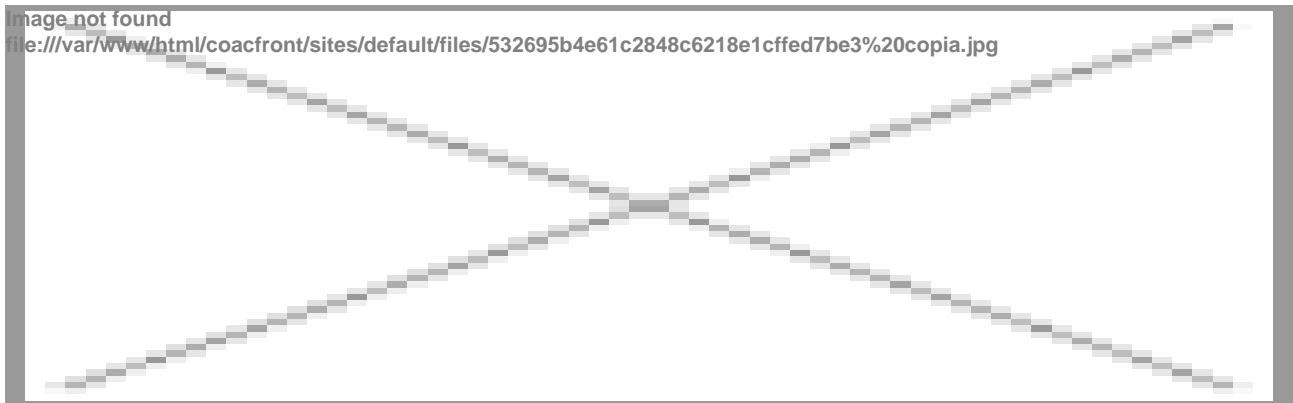 Image not found
file:///var/www/html/coacfront/sites/default/files/532695b4e61c2848c6218e1cffed7be3%20copia.jpg